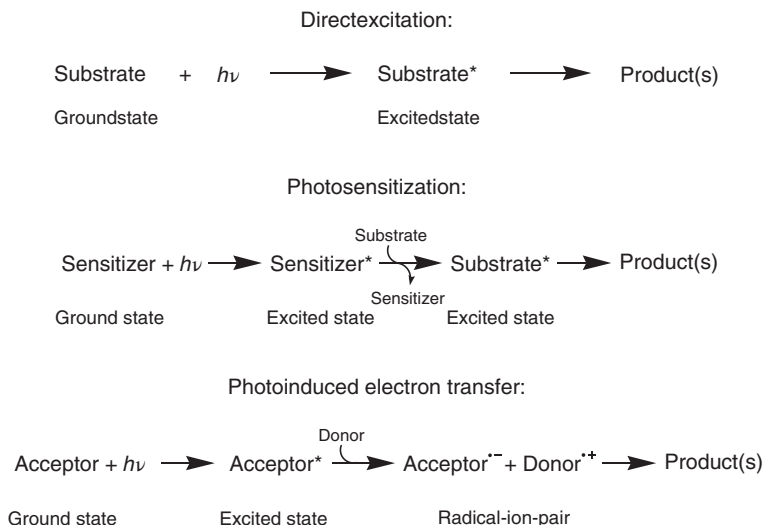 Directexcitation:
Substrate + hν Substrate* Product(s)
Groundstate Excitedstate
Photosensitization:
Substrate
Sensitizer + hν Sensitizer* Substrate* Product(s)
Sensitizer
Ground state Excited state Excited state
Photoinduced electron transfer:
Donor
Acceptor + hν Acceptor* Acceptor•− + Donor•+ Product(s)
Ground state Excited state Radical-ion-pair